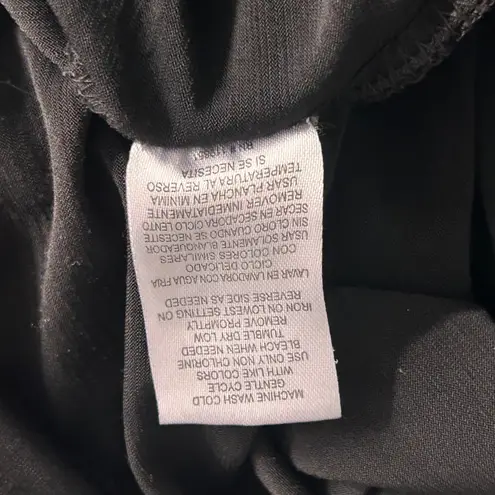 MACHINE WASH COLD
GENTLE CYCLE
WITH LIKE COLORS
USE ONLY NON CHLORINE
BLEACH WHEN NEEDED
TUMBLE DRY LOW
REMOVE PROMPTLY
IRON ON LOWEST SETTING ON
REVERSE SIDE AS NEEDED
LAVAR EN LAVADORA CON AGUA FRIA
CICLO DELICADO
CON COLORES SIMILARES
USAR SOLAMENTE BLANQUEADOR
SIN CLORO CUANDO SE NECESITE
SECAR EN SECADORA CICLO LENTO
REMOVER INMEDIATAMENTE
USAR PLANCHA EN MINIMA
TEMPERATURA AL REVERSO
SI SE NECESITA
RN #